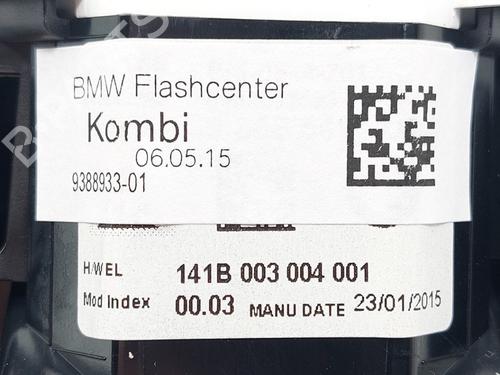 BMW Flashcenter
Kombi
06.05.15
9388933-01
H/WEL 141B 003 004 001
Mod Index 00.03 MANU DATE 23/01/2015